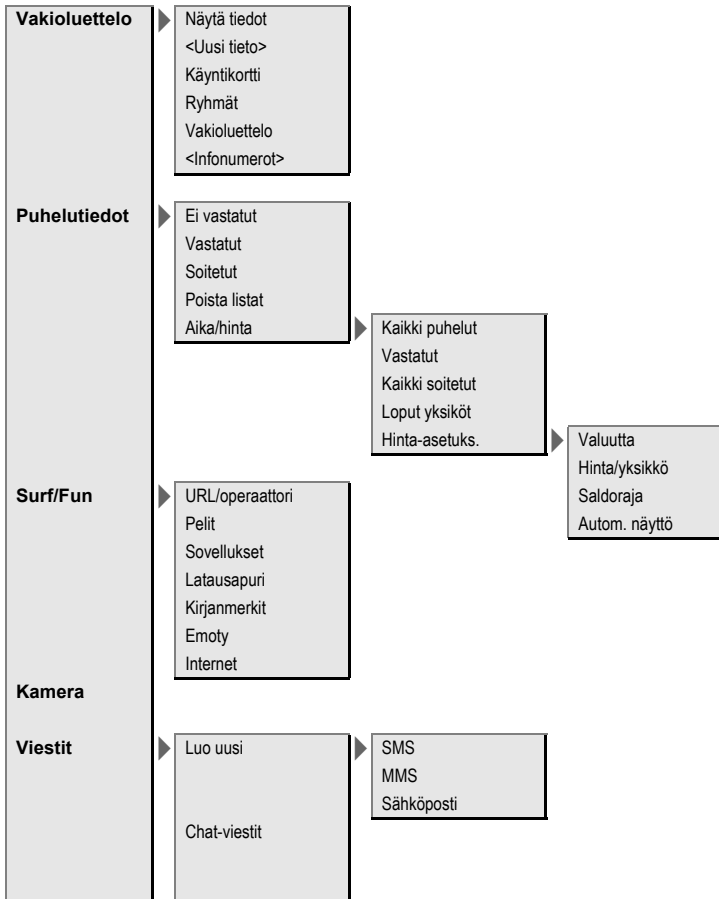 Vakioluettelo
Näytä tiedot
<Uusi tieto>
Käyntikortti
Ryhmät
Vakioluettelo
<Infonumerot>
Puhelutiedot
Ei vastatut
Vastatut
Soitetut
Poista listat
Aika/hinta
Kaikki puhelut
Vastatut
Kaikki soitetut
Loput yksiköt
Hinta-asetuks.
Valuutta
Hinta/yksikkö
Saldoraja
Autom. näyttö
Surf/Fun
URL/operaattori
Pelit
Sovellukset
Latausapuri
Kirjanmerkit
Emoty
Internet
Kamera
Viestit
Luo uusi
SMS
MMS
Sähköposti
Chat-viestit